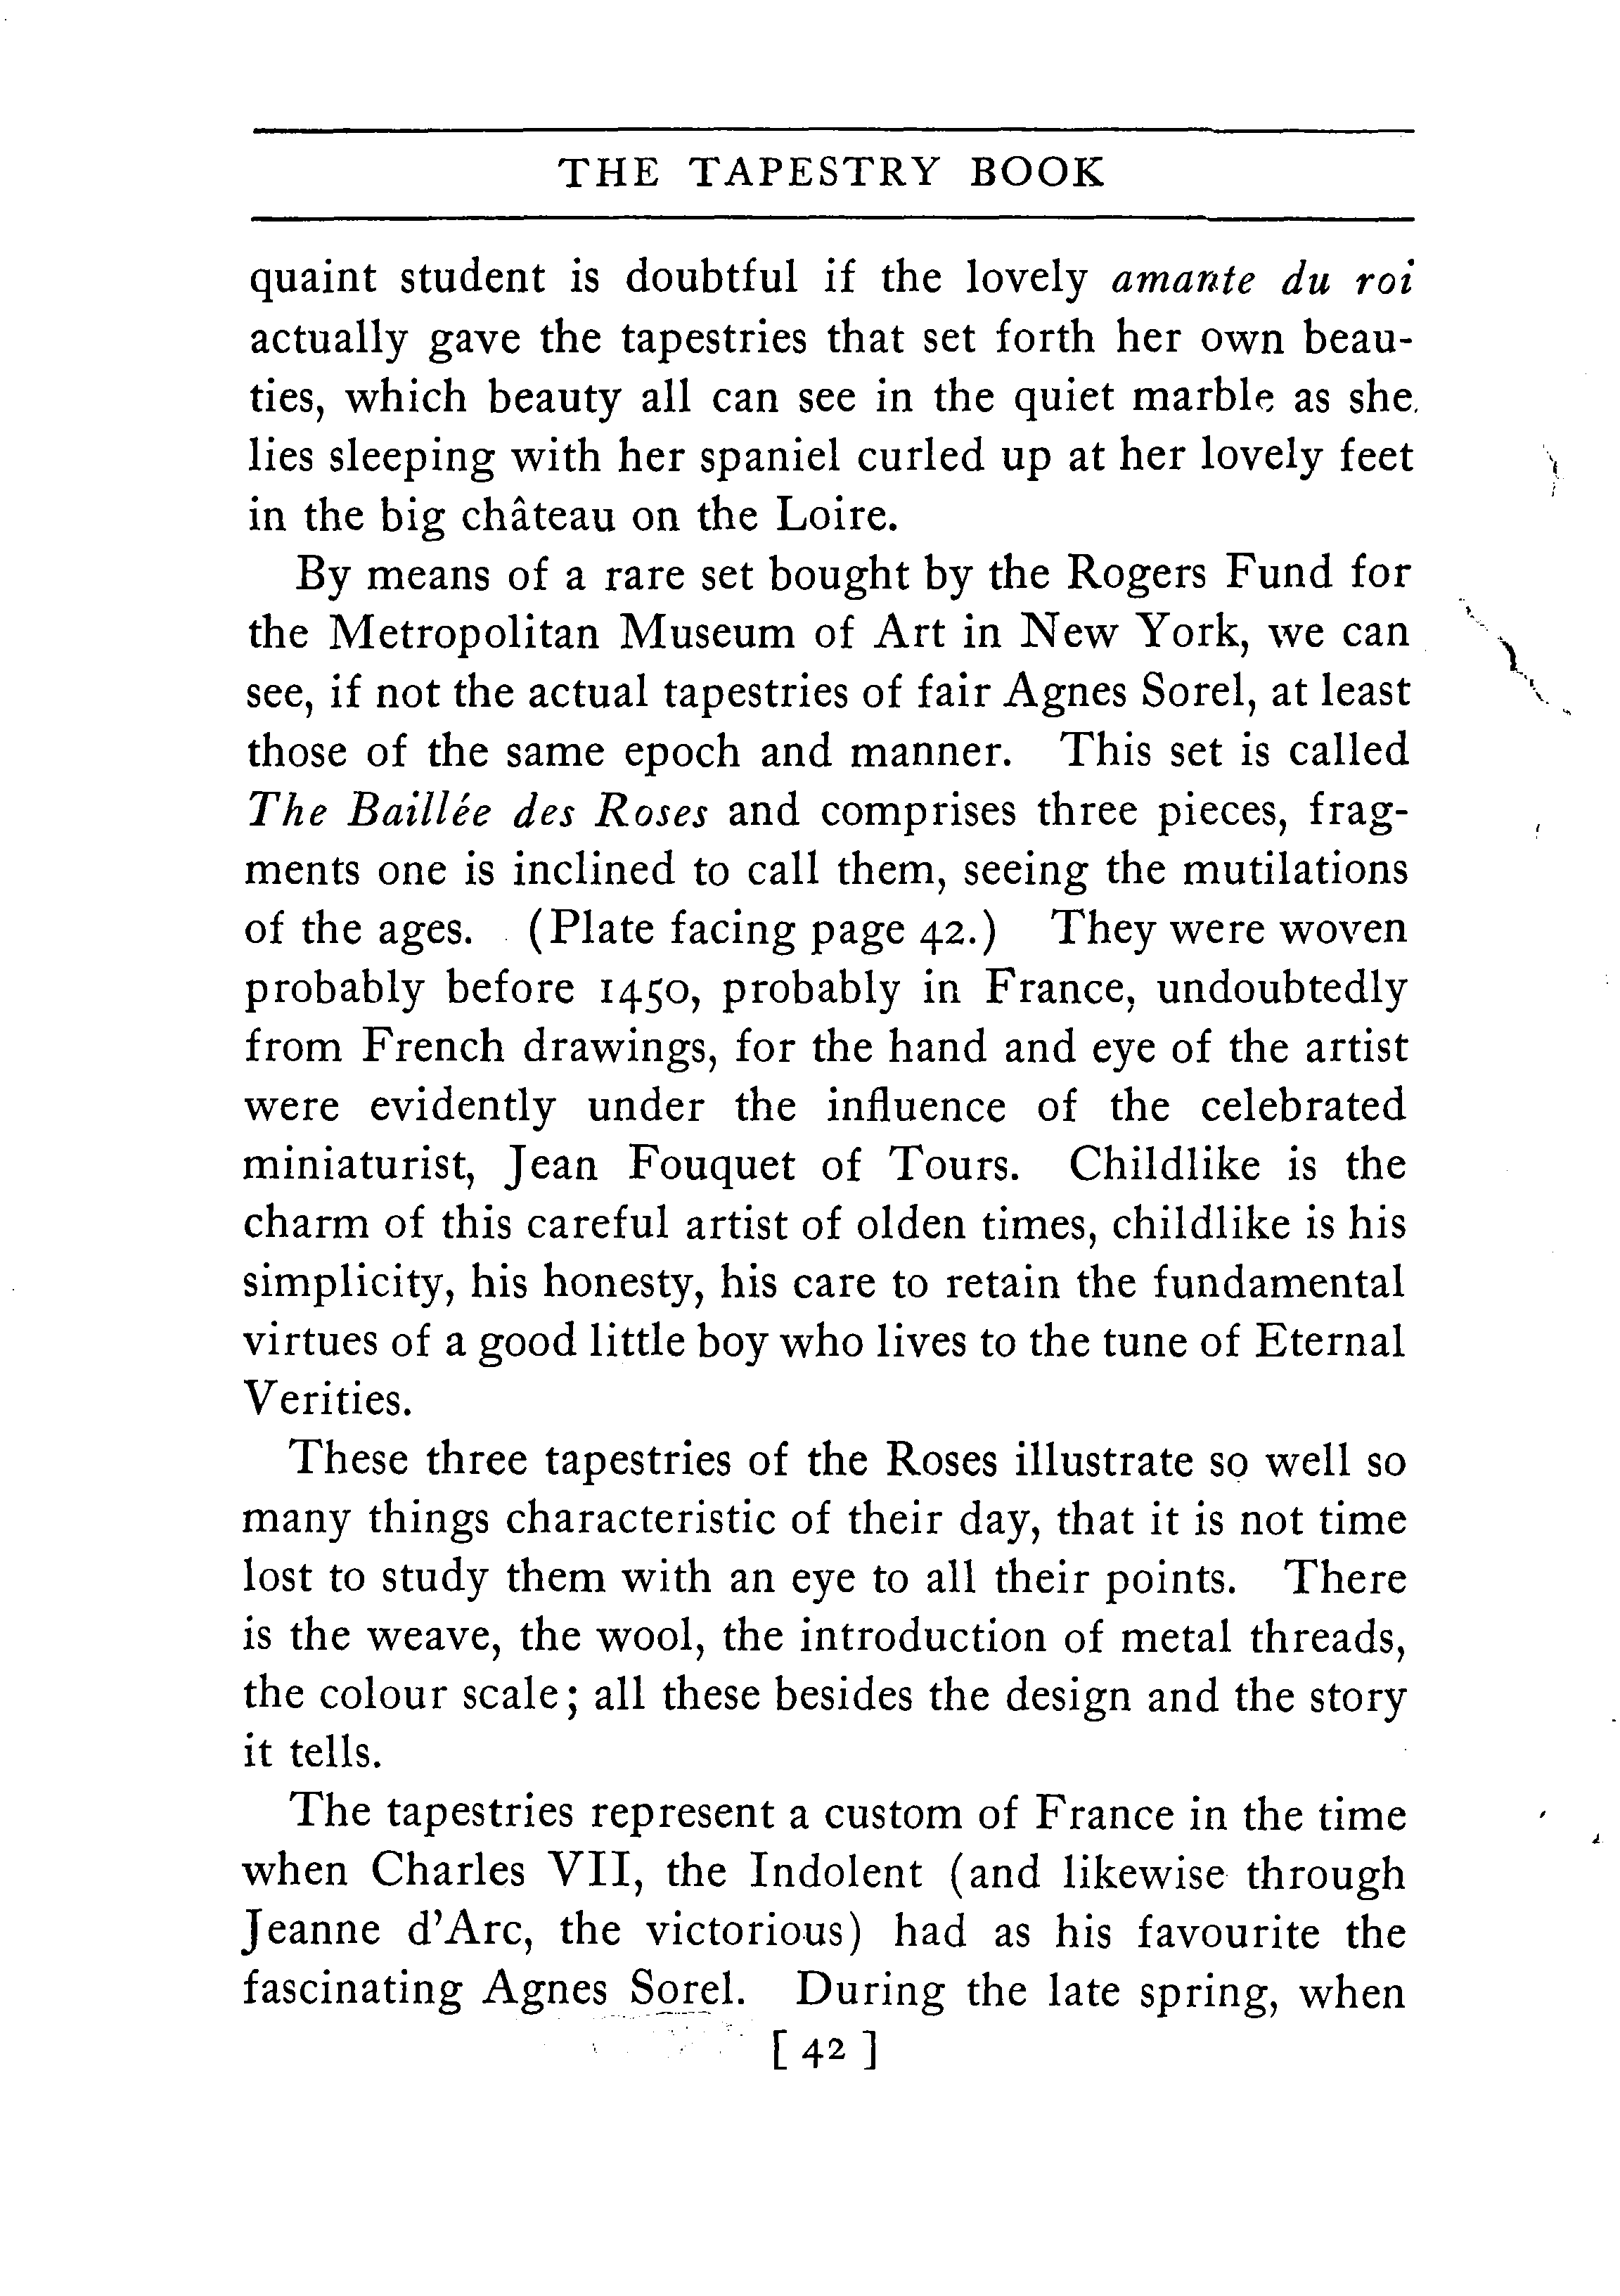 THE TAPESTRY BOOK
quaint student is doubtful if the lovely amante du roi
actually gave the tapestries that set forth her own beau-
ties, which beauty all can see in the quiet marble as she
lies sleeping with her spaniel curled up at her lovely feet
in the big château on the Loire.
By means of a rare set bought by the Rogers Fund for
the Metropolitan Museum of Art in New York, we can
see, if not the actual tapestries of fair Agnes Sorel, at least
those of the same epoch and manner. This set is called
The Baillée des Roses and comprises three pieces, frag-
ments one is inclined to call them, seeing the mutilations
of the ages. (Plate facing page 42.) They were woven
probably before 1450, probably in France, undoubtedly
from French drawings, for the hand and eye of the artist
were evidently under the influence of the celebrated
miniaturist, Jean Fouquet of Tours. Childlike is the
charm of this careful artist of olden times, childlike is his
simplicity, his honesty, his care to retain the fundamental
virtues of a good little boy who lives to the tune of Eternal
Verities.
These three tapestries of the Roses illustrate so well so
many things characteristic of their day, that it is not time
lost to study them with an eye to all their points. There
is the weave, the wool, the introduction of metal threads,
the colour scale; all these besides the design and the story
it tells.
The tapestries represent a custom of France in the time
when Charles VII, the Indolent (and likewise through
Jeanne d'Arc, the victorious) had as his favourite the
fascinating Agnes Sorel. During the late spring, when
[ 42 ]